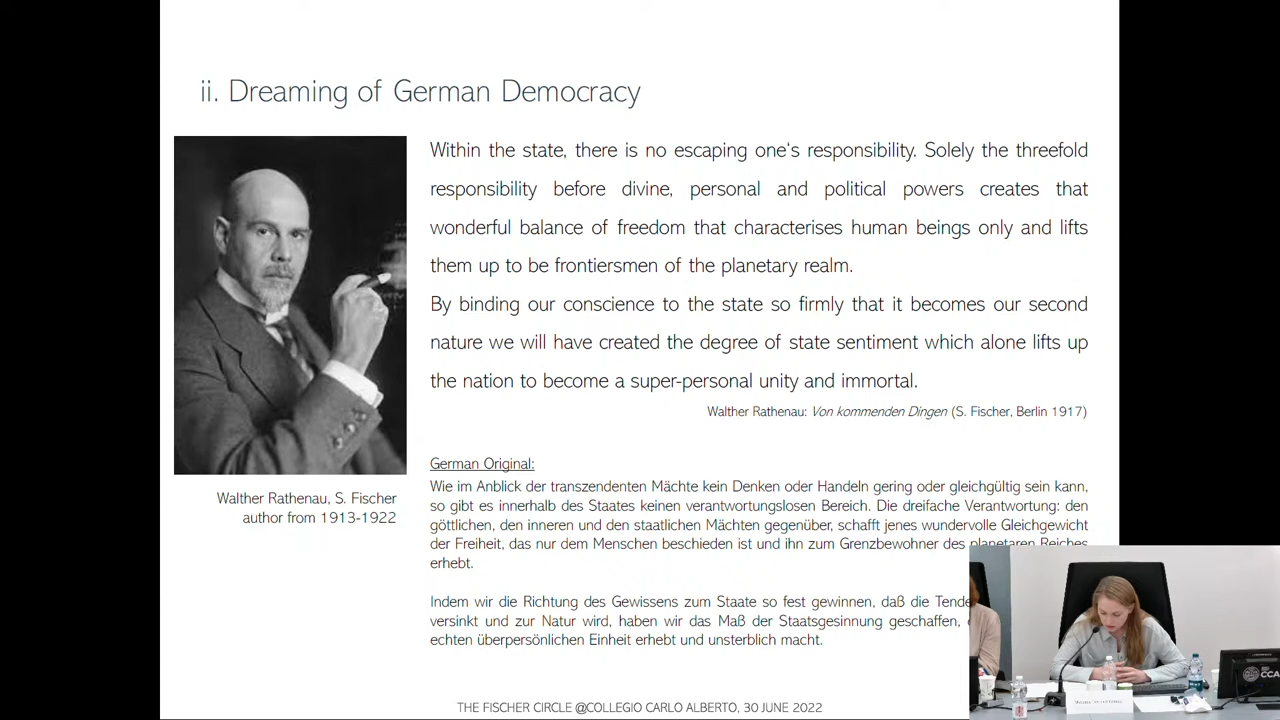 ii. Dreaming of German Democracy
Within the state, there is no escaping one's responsibility. Solely the threefold
responsibility before divine, personal and political powers creates that
wonderful balance of freedom that characterises human beings only and lifts
them up to be frontiersmen of the planetary realm.
By binding our conscience to the state so firmly that it becomes our second
nature we will have created the degree of state sentiment which alone lifts up
the nation to become a super-personal unity and immortal.
Walther Rathenau: Von kommenden Dingen (S. Fischer, Berlin 1917)
Walther Rathenau, S. Fischer
author from 1913-1922
German Original:
Wie im Anblick der transzendenten Mächte kein Denken oder Handeln gering oder gleichgültig sein kann,
so gibt es innerhalb des Staates keinen verantwortungslosen Bereich. Die dreifache Verantwortung: den
göttlichen, den inneren und den staatlichen Mächten gegenüber, schafft jenes wundervolle Gleichgewicht
der Freiheit, das nur dem Menschen beschieden ist und ihn zum Grenzbewohner des planetaren Reiches
erhebt.
Indem wir die Richtung des Gewissens zum Staate so fest gewinnen, daß die Tende
versinkt und zur Natur wird, haben wir das Maß der Staatsgesinnung geschaffen,
echten überpersönlichen Einheit erhebt und unsterblich macht.
THE FISCHER CIRCLE @COLLEGIO CARLO ALBERTO, 30 JUNE 2022
CCA